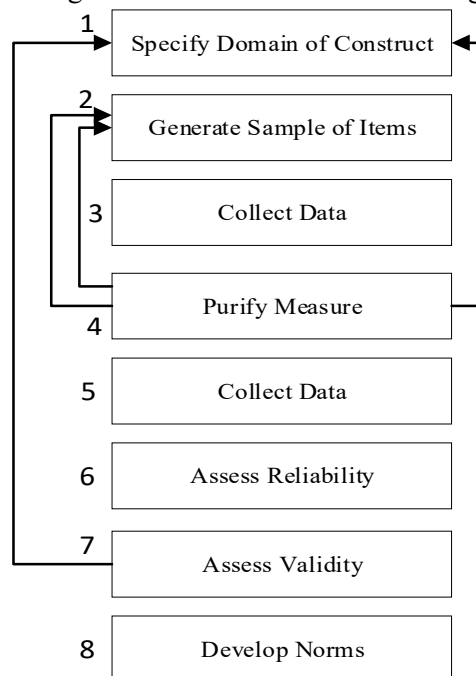 1
Specify Domain of Construct
2
Generate Sample of Items
3
Collect Data
4
Purify Measure
5
Collect Data
6
Assess Reliability
7
Assess Validity
8
Develop Norms